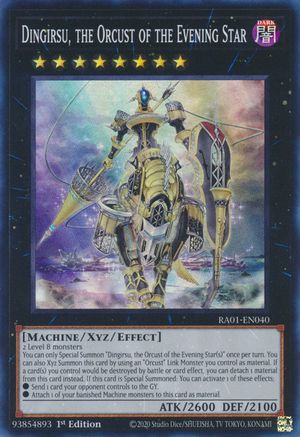 DINGIRSU, THE ORCUST OF THE EVENING STAR
DARK
闇
RA01-EN040
[Machine/Xyz/Effect]
2 Level 8 monsters
You can only Special Summon "Dingirsu, the Orcust of the Evening Star(s)" once per turn. You can
also Xyz Summon this card by using an "Orcust" Link Monster you control as material. If
a card(s) you control would be destroyed by battle or card effect, you can detach 1 material
from this card instead. If this card is Special Summoned: You can activate 1 of these effects;
● Send 1 card your opponent controls to the GY.
● Attach 1 of your banished Machine monsters to this card as material.
ATK/2600 DEF/2100
93854893 1st Edition ©2020 Studio Dice/SHUEISHA, TV TOKYO, KONAMI